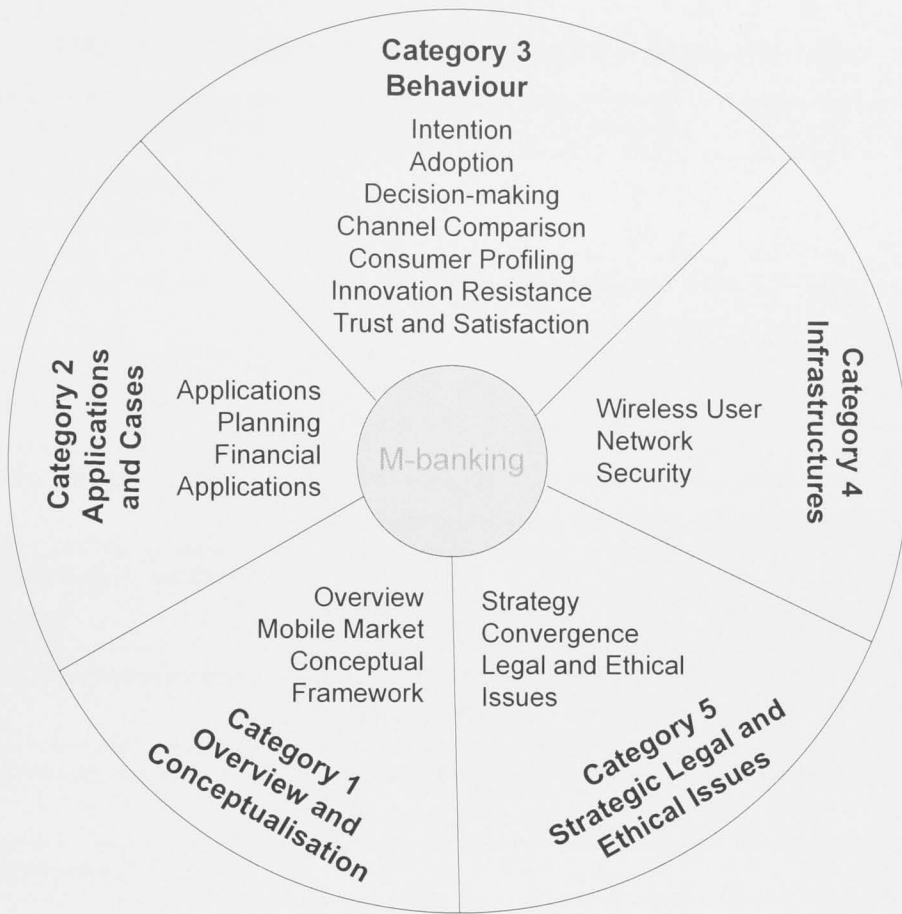 Category 3
Behaviour
Intention
Adoption
Decision-making
Channel Comparison
Consumer Profiling
Innovation Resistance
Trust and Satisfaction
Category 2
Applications
and Cases
Applications
Planning
Financial
Applications
M-banking
Wireless User
Network
Security
Category 4
Infrastructures
Overview
Mobile Market
Conceptual
Framework
Category 1
Overview and
Conceptualisation
Strategy
Convergence
Legal and Ethical
Issues
Category 5
Strategic Legal and
Ethical Issues